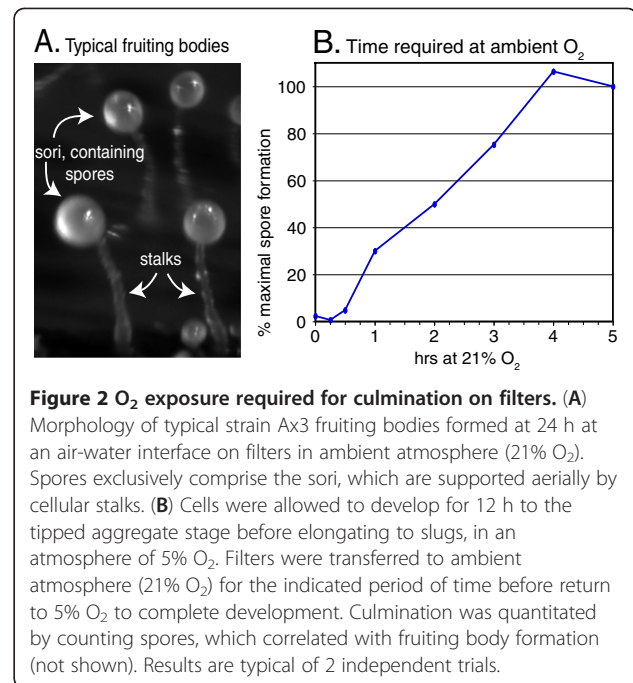 A. Typical fruiting bodies
sori, containing
spores
stalks
B. Time required at ambient O₂
% maximal spore formation
100
80
60
40
20
0
0 1 2 3 4 5
hrs at 21% O₂
Figure 2 O₂ exposure required for culmination on filters. (A)
Morphology of typical strain Ax3 fruiting bodies formed at 24 h at
an air-water interface on filters in ambient atmosphere (21% O₂).
Spores exclusively comprise the sori, which are supported aerially by
cellular stalks. (B) Cells were allowed to develop for 12 h to the
tipped aggregate stage before elongating to slugs, in an
atmosphere of 5% O₂. Filters were transferred to ambient
atmosphere (21% O₂) for the indicated period of time before return
to 5% O₂ to complete development. Culmination was quantitated
by counting spores, which correlated with fruiting body formation
(not shown). Results are typical of 2 independent trials.